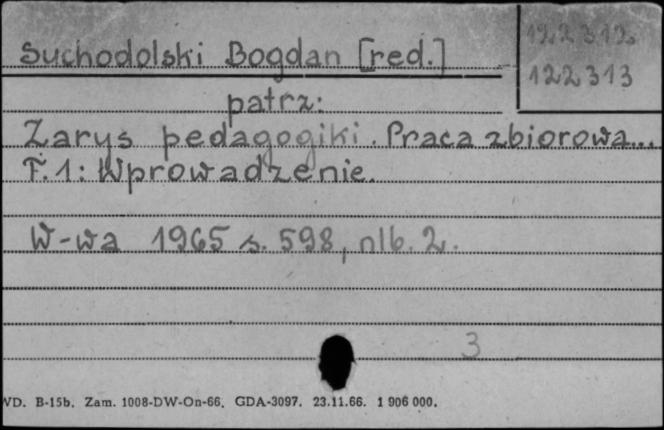 122312
Suchodolski Bogdan [red.]
122313
patrz:
Zarys pedagogiki. Praca zbiorowa...
T. 1: Wprowadzenie.
W-wa 1965 s. 598, nlb. 2.
3
WD. B-15b. Zam. 1008-DW-On-66. GDA-3097. 23.11.66. 1 906 000.